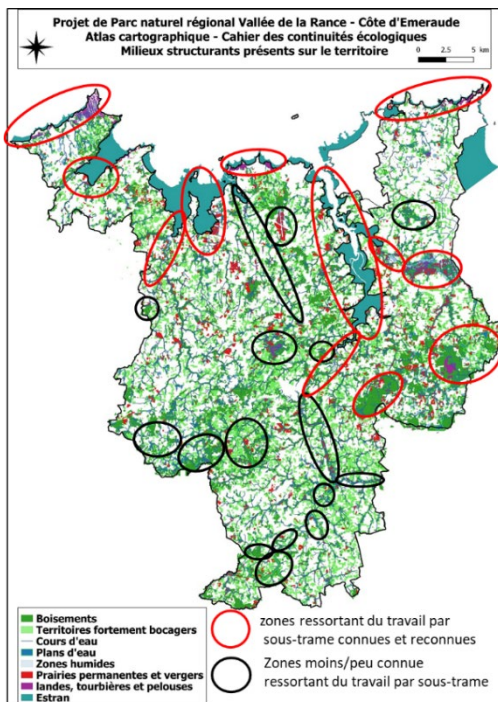 Projet de Parc naturel régional Vallée de la Rance - Côte d'Emeraude
Atlas cartographique - Cahier des continuités écologiques
Milieux structurants présents sur le territoire
0 2.5 5 km
Boisements
Territoires fortement bocagers
Cours d'eau
Plans d'eau
Zones humides
Prairies permanentes et vergers
landes, tourbières et pelouses
Estran
zones ressortant du travail par
sous-trame connues et reconnues
Zones moins/peu connue
ressortant du travail par sous-trame